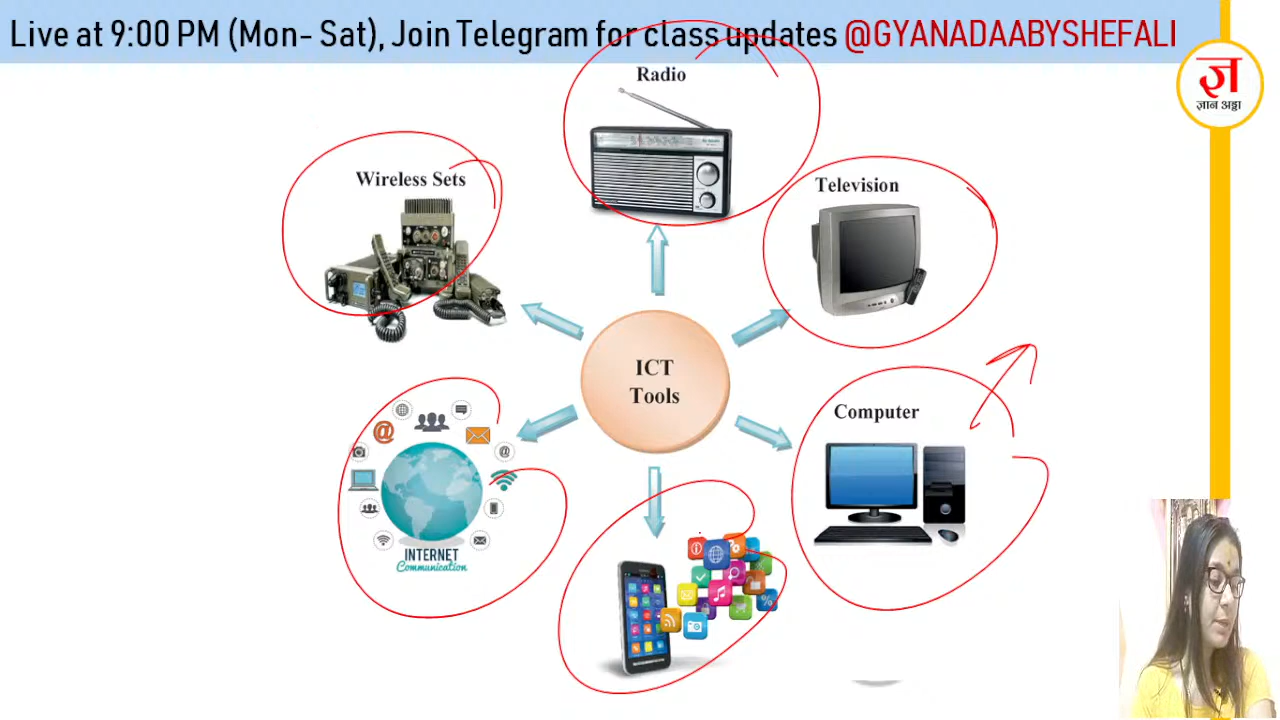 Live at 9:00 PM (Mon- Sat), Join Telegram for class updates @GYANADAABYSHEFALI
ज्ञ
ज्ञान अड्डा
Radio
Wireless Sets
Television
ICT
Tools
Computer
INTERNET
Communication